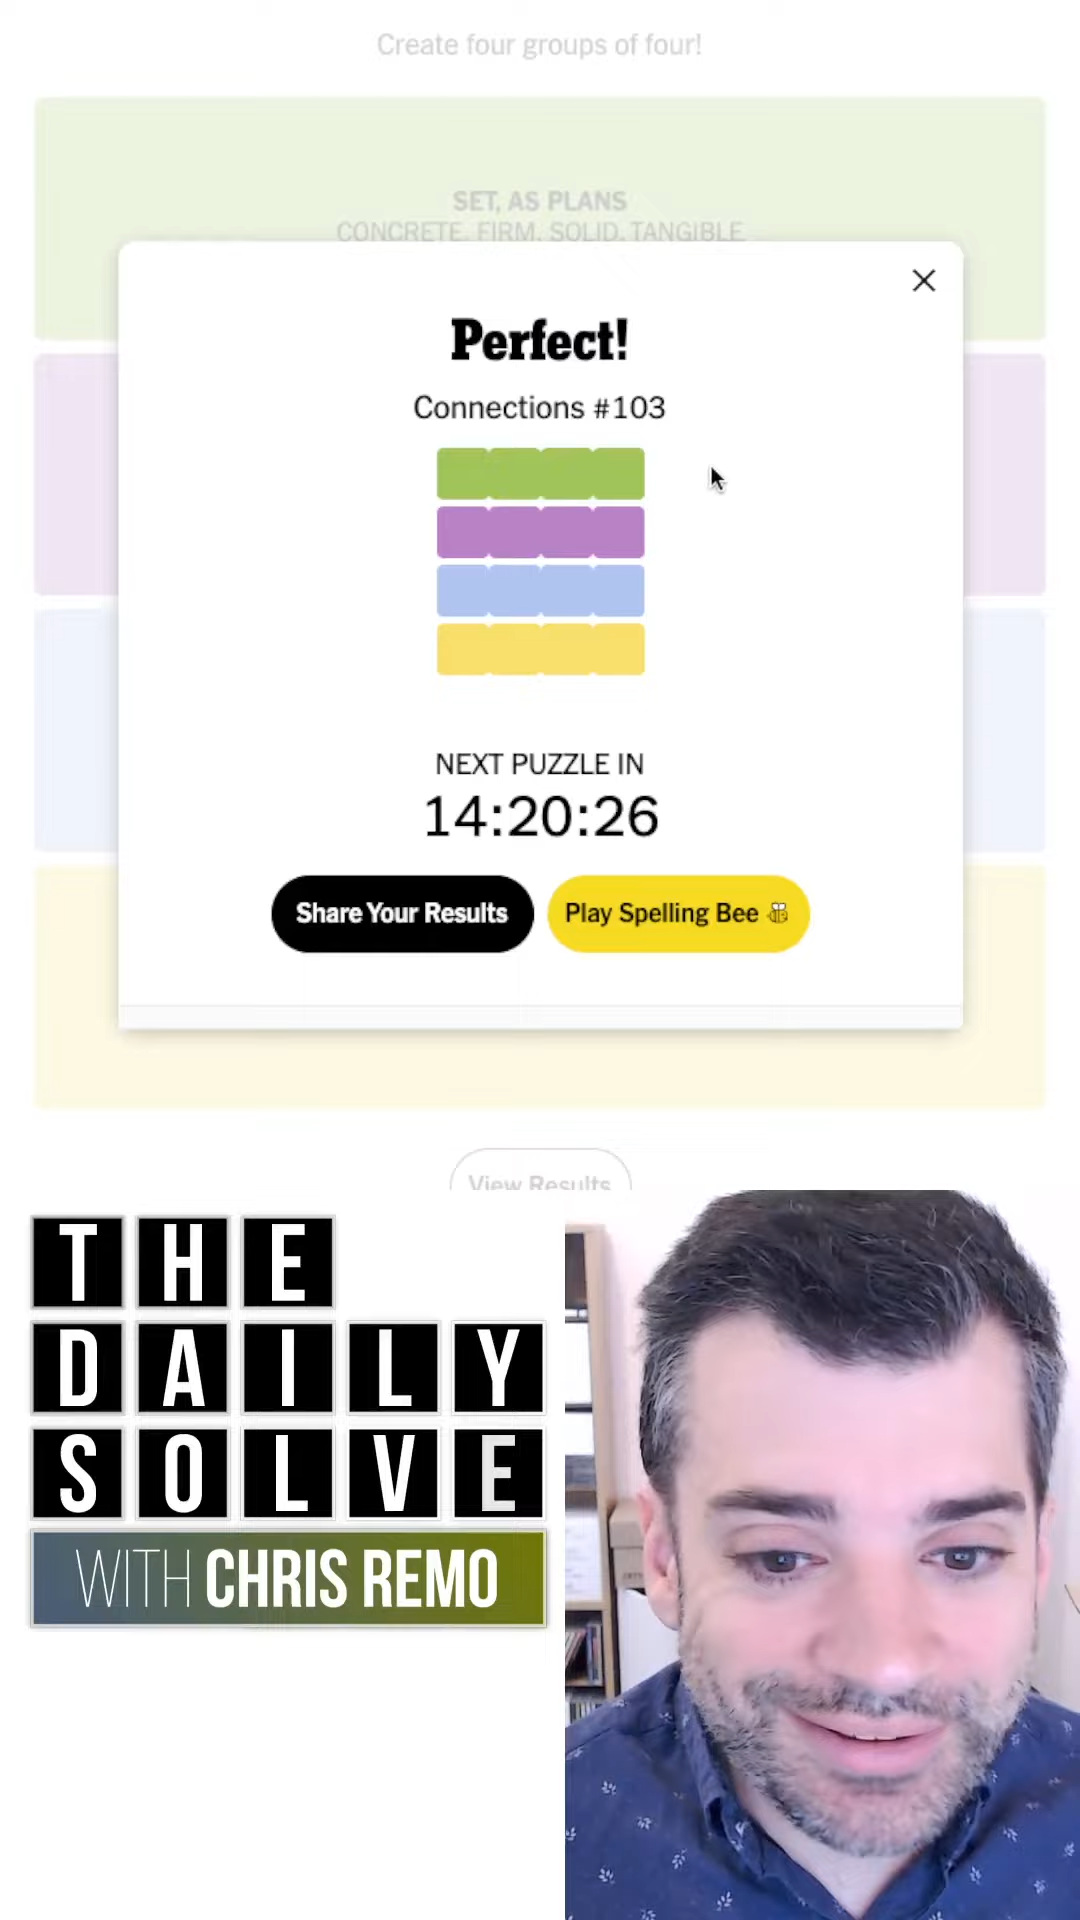 Create four groups of four!
SET, AS PLANS
CONCRETE, FIRM, SOLID, TANGIBLE
Perfect!
Connections #103
NEXT PUZZLE IN
14:20:26
Share Your Results
Play Spelling Bee
View Results
THE
DAILY
SOLVE
WITH CHRIS REMO